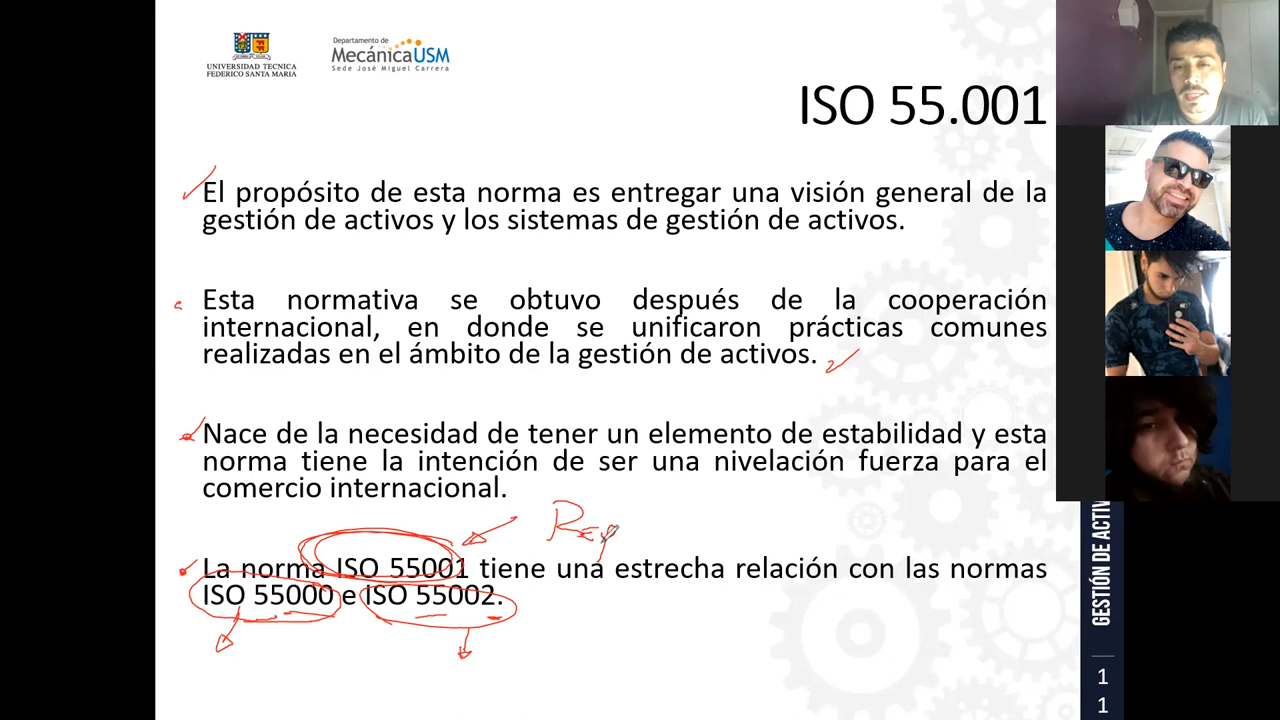 UNIVERSIDAD TECNICA
FEDERICO SANTA MARIA
Departamento de
MecánicaUSM
Sede José Miguel Carrera
ISO 55.001
El propósito de esta norma es entregar una visión general de la
gestión de activos y los sistemas de gestión de activos.
Esta normativa se obtuvo después de la cooperación
internacional, en donde se unificaron prácticas comunes
realizadas en el ámbito de la gestión de activos.
Nace de la necesidad de tener un elemento de estabilidad y esta
norma tiene la intención de ser una nivelación fuerza para el
comercio internacional.
La norma ISO 55001 tiene una estrecha relación con las normas
ISO 55000 e ISO 55002.
GESTIÓN DE ACTIV
1
1